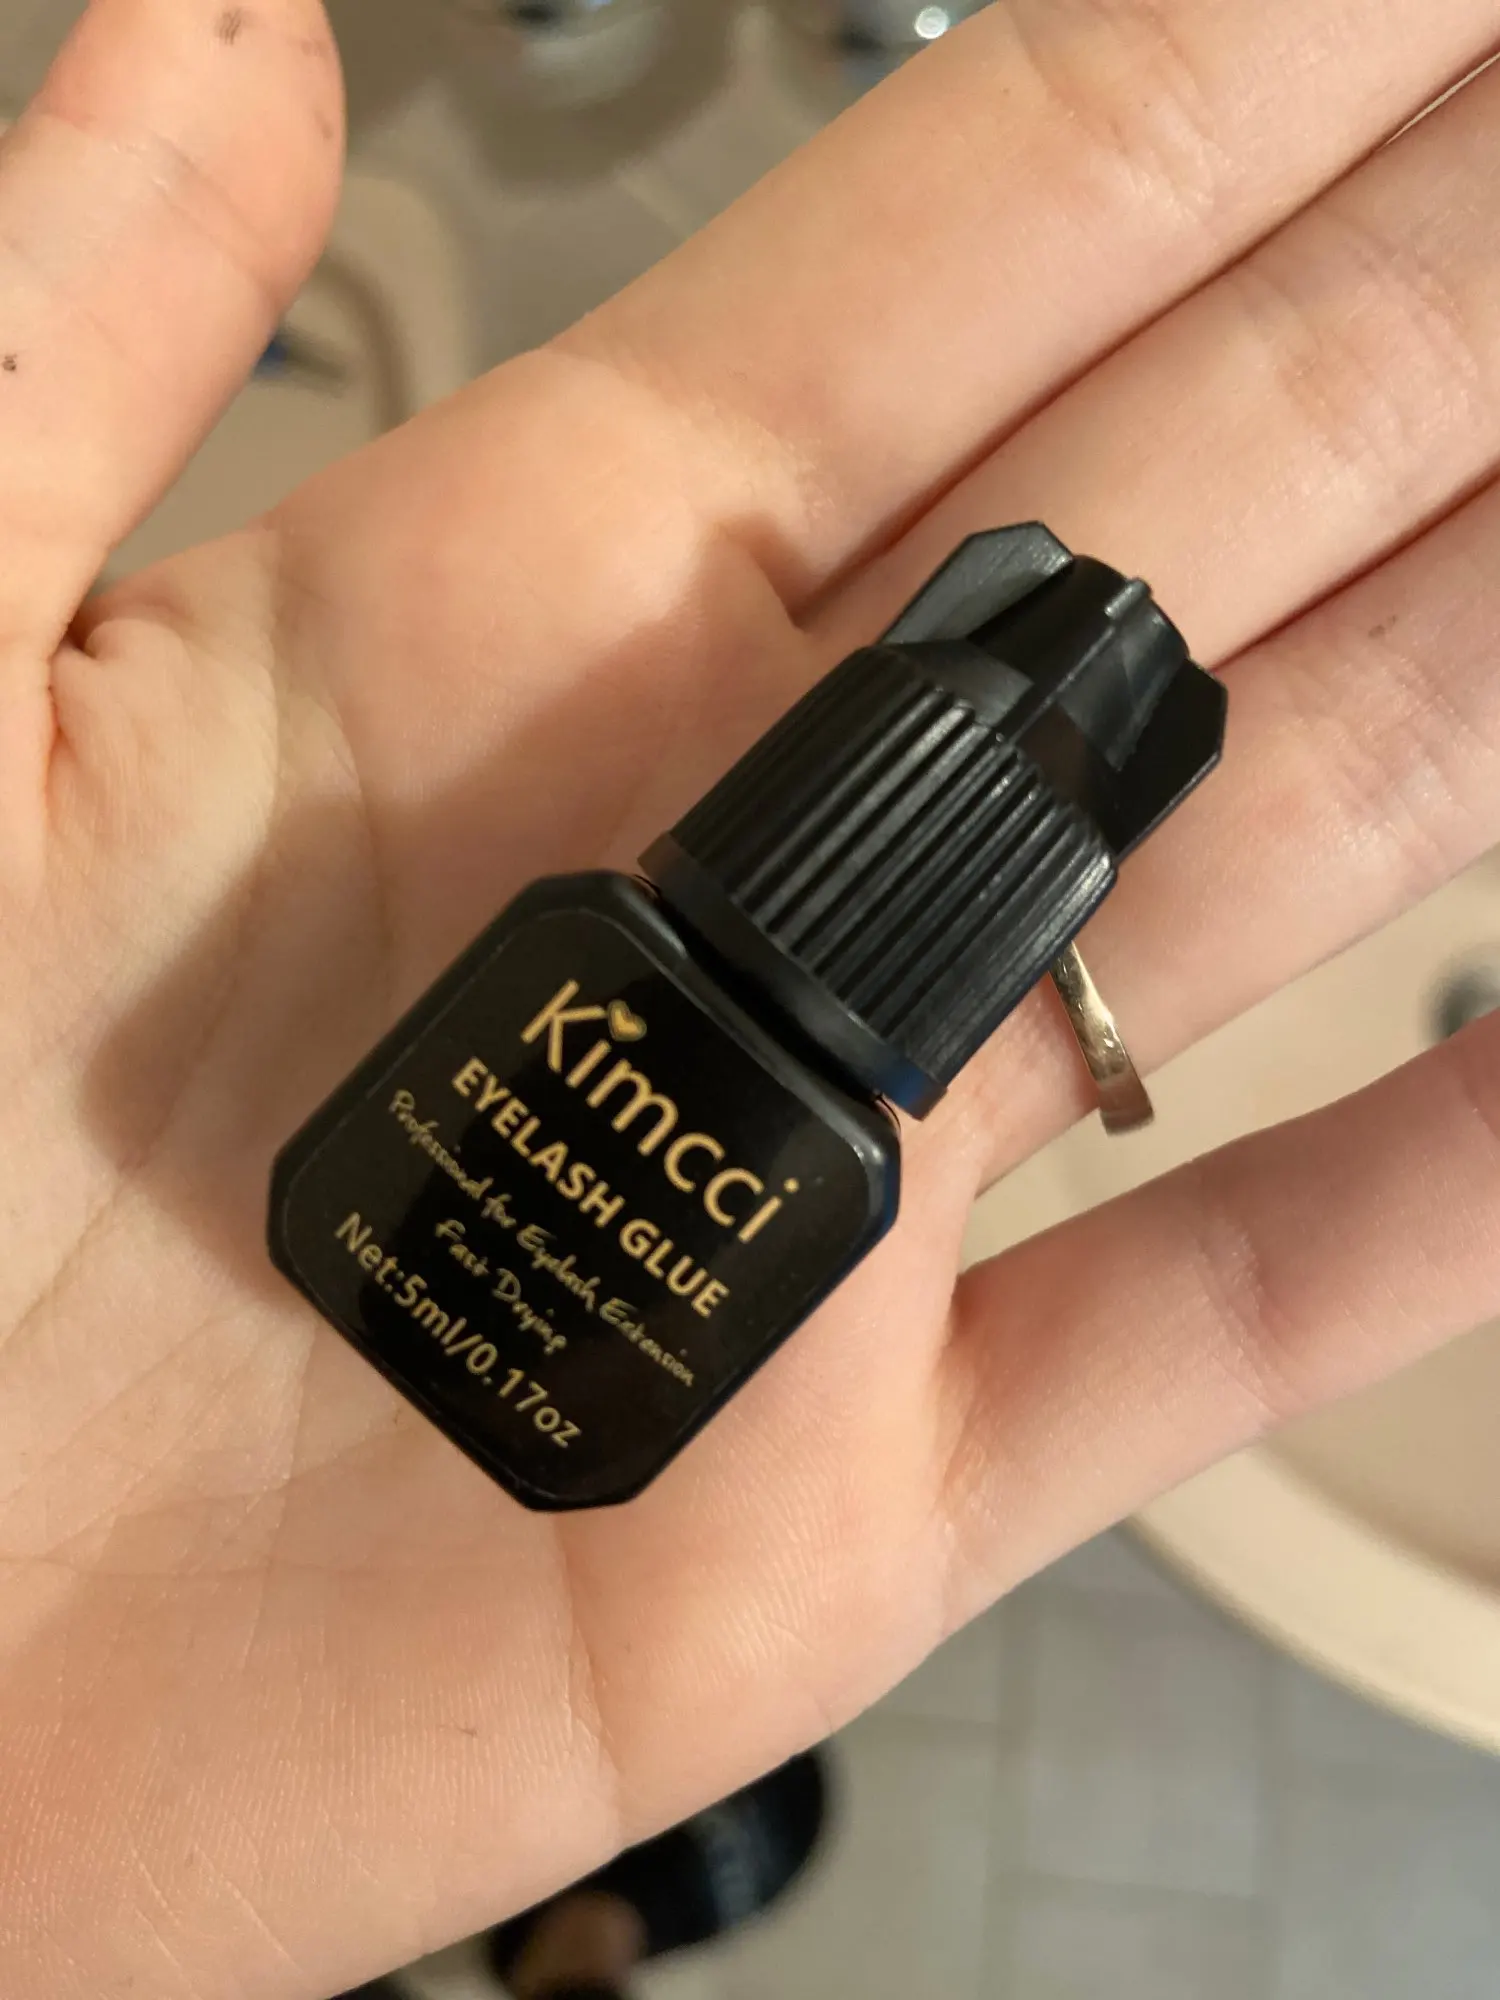 Kimcci
EYELASH GLUE
Professional for Eyelash Extension
Fast Drying
Net:5ml/0.17oz